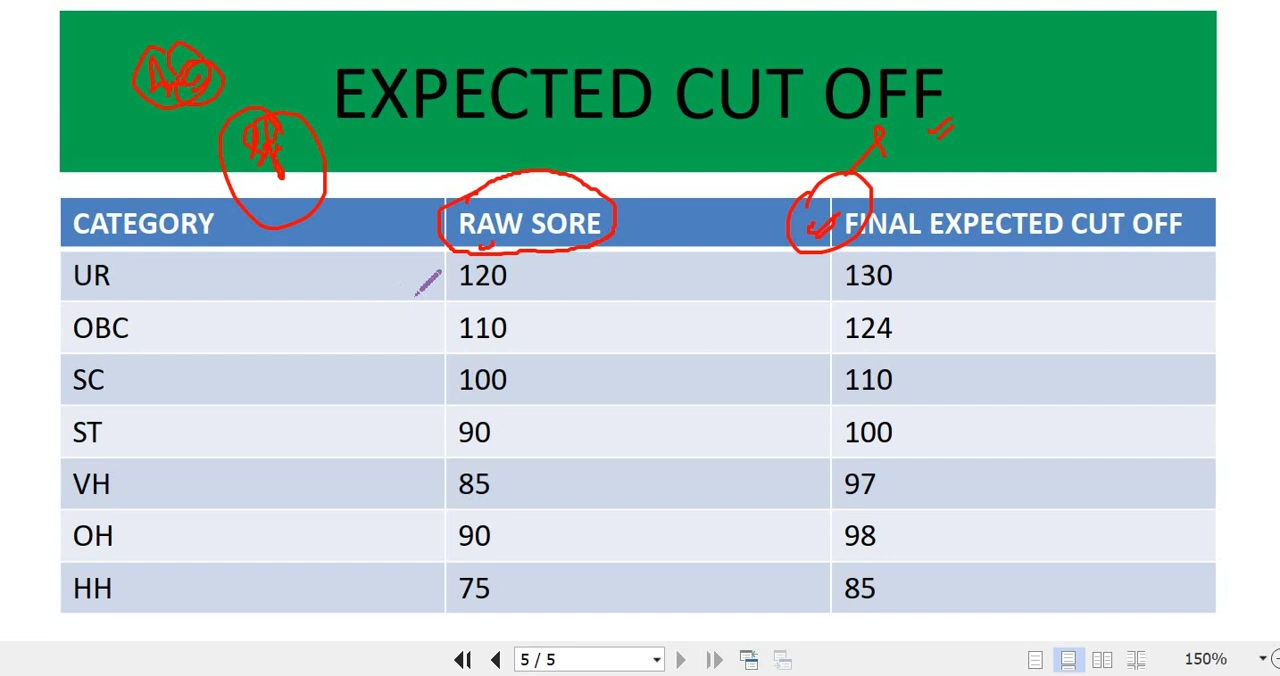 EXPECTED CUT OFF
CATEGORY RAW SORE FINAL EXPECTED CUT OFF
UR 120 130
OBC 110 124
SC 100 110
ST 90 100
VH 85 97
OH 90 98
HH 75 85
5 / 5 150%